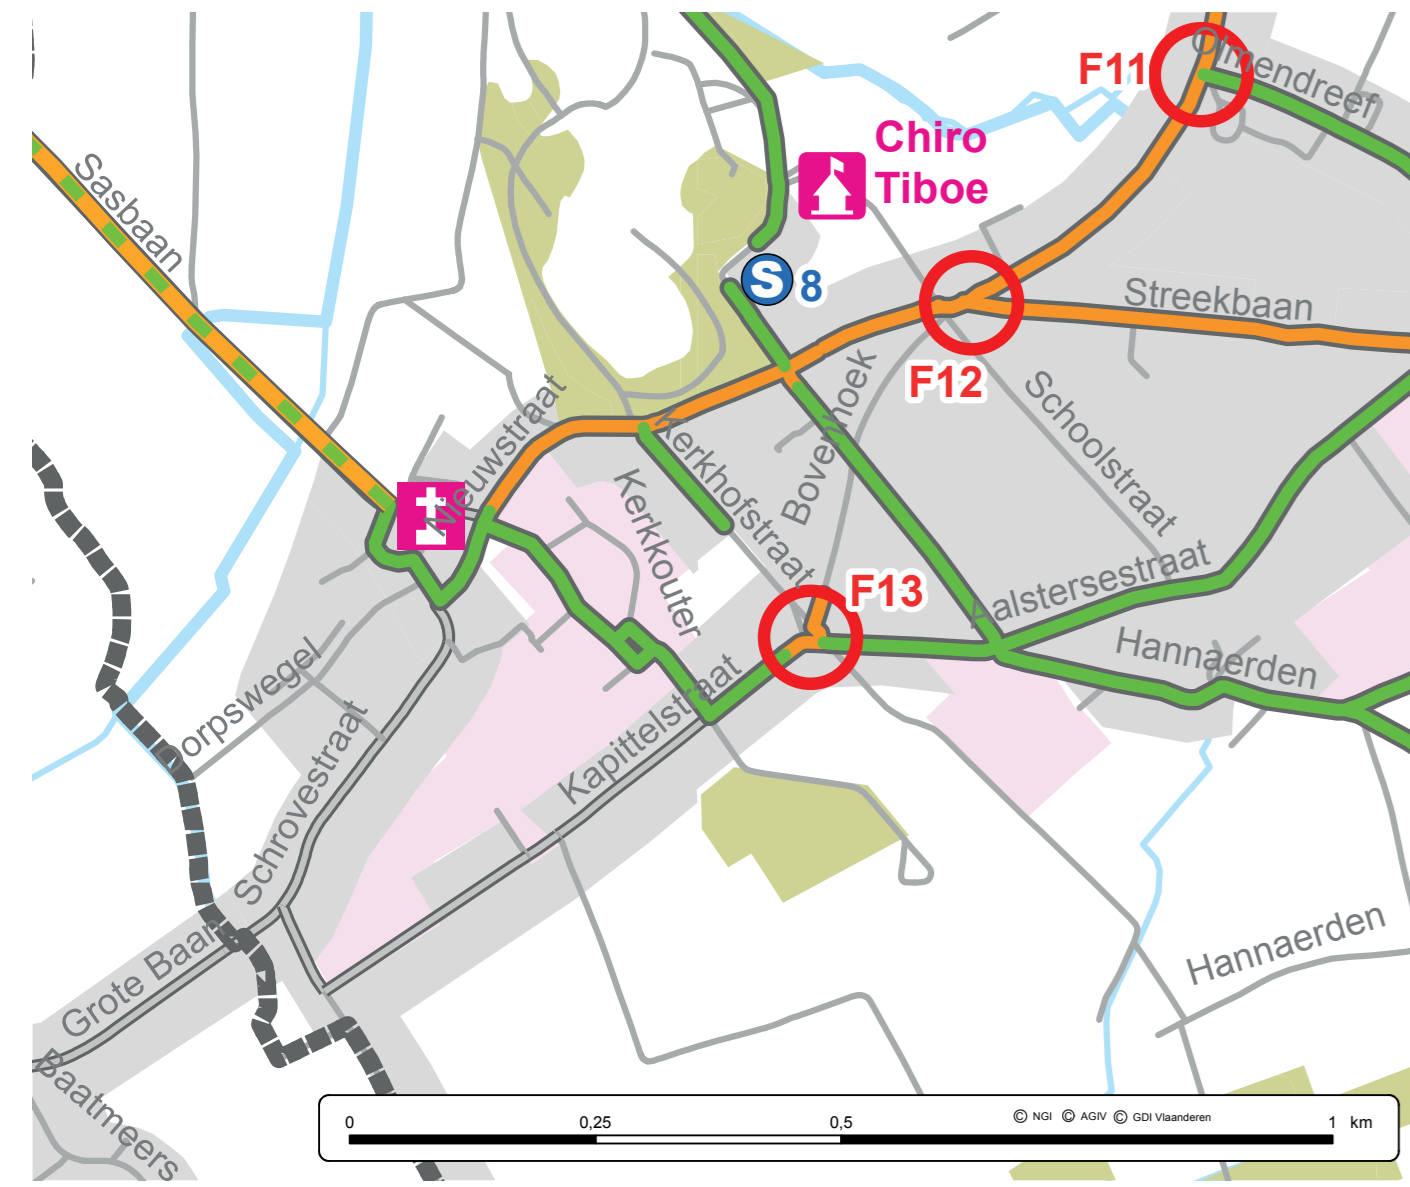 Olmendreef
F11
Chiro
Tiboe
Sasbaan
S 8
Streekbaan
F12
Nieuwstraat
Bovenhoek
Schoolstraat
Kerkhofstraat
Kerkkouter
F13
Aalstersestraat
Hannaerden
Dorpswegel
Kapittelstraat
Schrovestraat
Hannaerden
Grote Baan
Baatmeers
0 0,25 0,5 1 km
© NGI © AGIV © GDI Vlaanderen